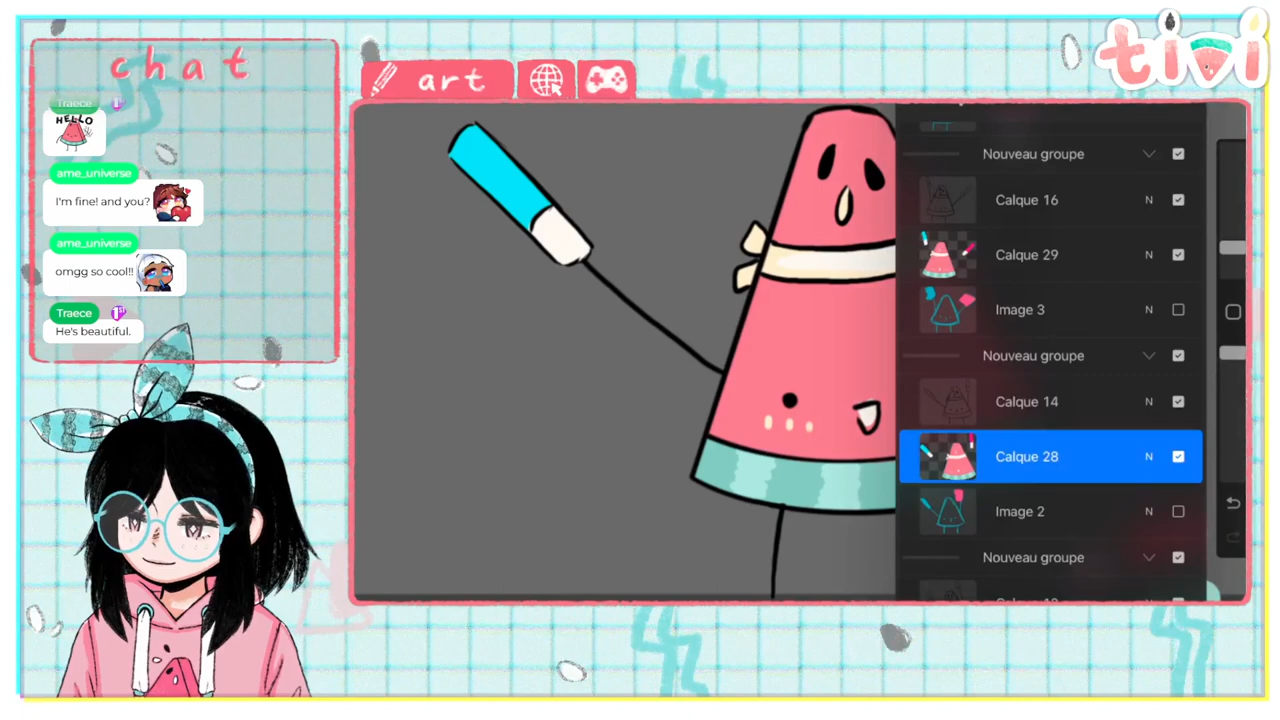 tivi
chat
Traece
HELLO
ame_universe
I'm fine! and you?
ame_universe
omgg so cool!!
Traece 1st
He's beautiful.
art
Nouveau groupe
Calque 16 N
Calque 29 N
Image 3 N
Nouveau groupe
Calque 14 N
Calque 28 N
Image 2 N
Nouveau groupe